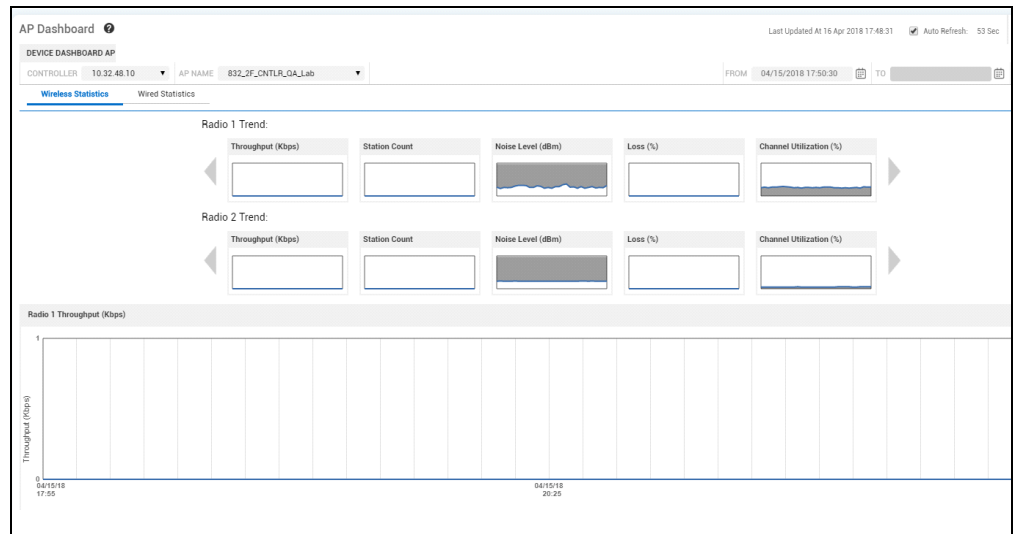 AP Dashboard ?
Last Updated At 16 Apr 2018 17:48:31 Auto Refresh: 53 Sec
DEVICE DASHBOARD AP
CONTROLLER 10.32.48.10 AP NAME 832_2F_CNTLR_QA_Lab FROM 04/15/2018 17:50:30 TO
Wireless Statistics Wired Statistics
Radio 1 Trend:
Throughput (Kbps) Station Count Noise Level (dBm) Loss (%) Channel Utilization (%)
Radio 2 Trend:
Throughput (Kbps) Station Count Noise Level (dBm) Loss (%) Channel Utilization (%)
Radio 1 Throughput (Kbps)
1
Throughput (Kbps)
0
04/15/18 04/15/18
17:55 20:25